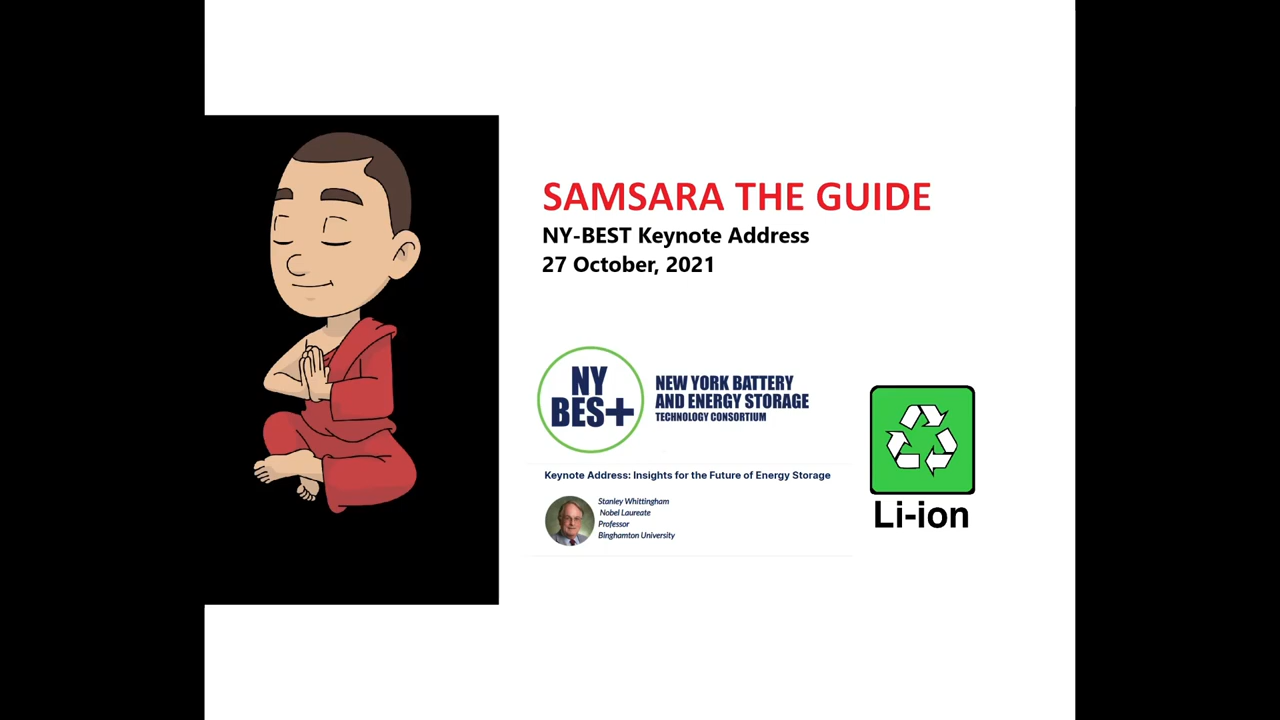 SAMSARA THE GUIDE
NY-BEST Keynote Address
27 October, 2021
NY
BES+
NEW YORK BATTERY
AND ENERGY STORAGE
TECHNOLOGY CONSORTIUM
Keynote Address: Insights for the Future of Energy Storage
Stanley Whittingham
Nobel Laureate
Professor
Binghamton University
Li-ion